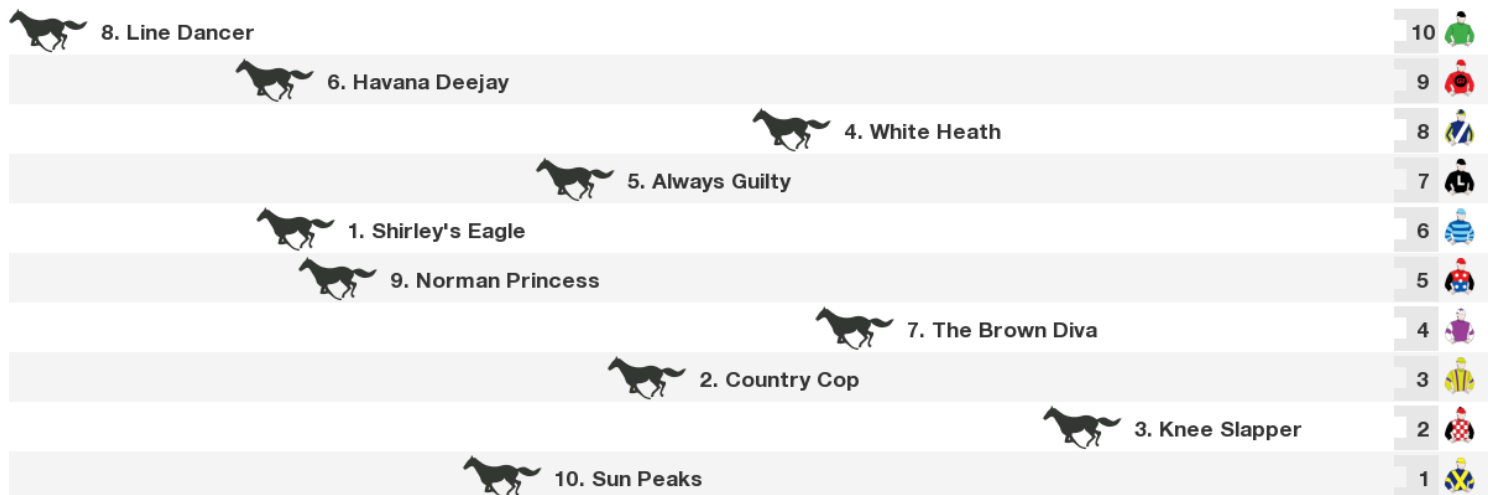 8. Line Dancer 10
6. Havana Deejay 9
4. White Heath 8
5. Always Guilty 7
L
1. Shirley's Eagle 6
9. Norman Princess 5
7. The Brown Diva 4
2. Country Cop 3
3. Knee Slapper 2
10. Sun Peaks 1